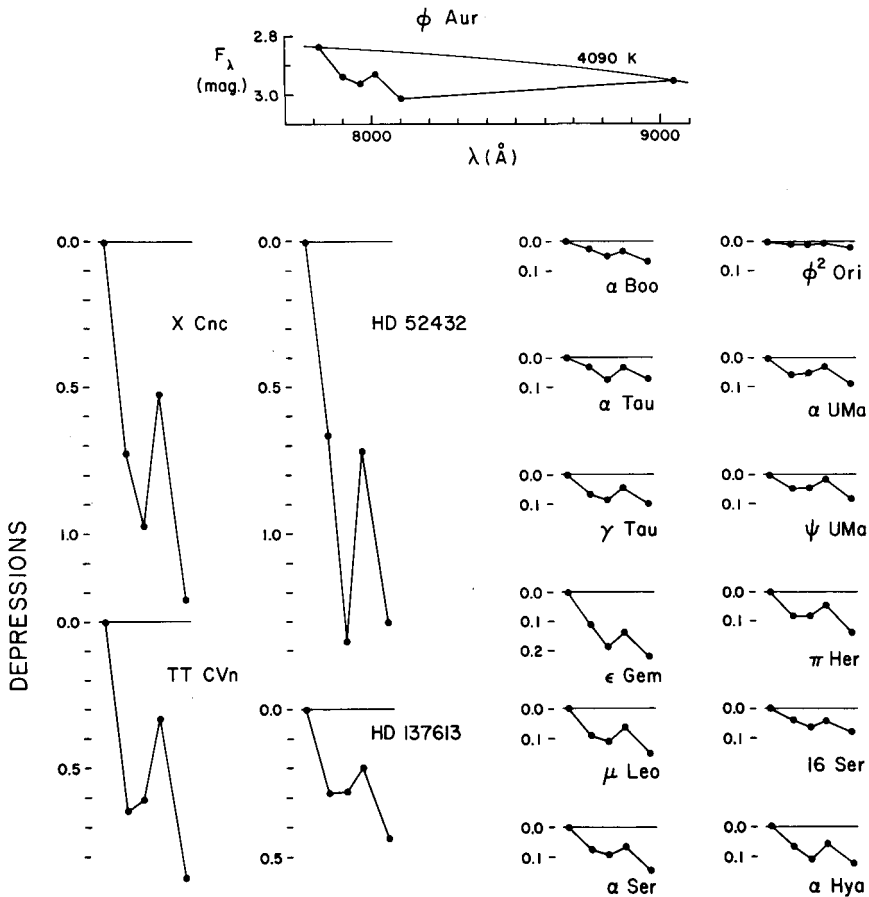 ϕ Aur
Fλ
(mag.)
2.8
3.0
4090 K
8000
9000
λ (Å)
DEPRESSIONS
0.0
0.5
1.0
X Cnc
0.0
0.5
1.0
HD 52432
0.0
0.5
TT CVn
0.0
0.5
HD 137613
0.0
0.1
α Boo
0.0
0.1
ϕ² Ori
0.0
0.1
α Tau
0.0
0.1
α UMa
0.0
0.1
γ Tau
0.0
0.1
ψ UMa
0.0
0.1
0.2
ϵ Gem
0.0
0.1
π Her
0.0
0.1
μ Leo
0.0
0.1
16 Ser
0.0
0.1
α Ser
0.0
0.1
α Hya